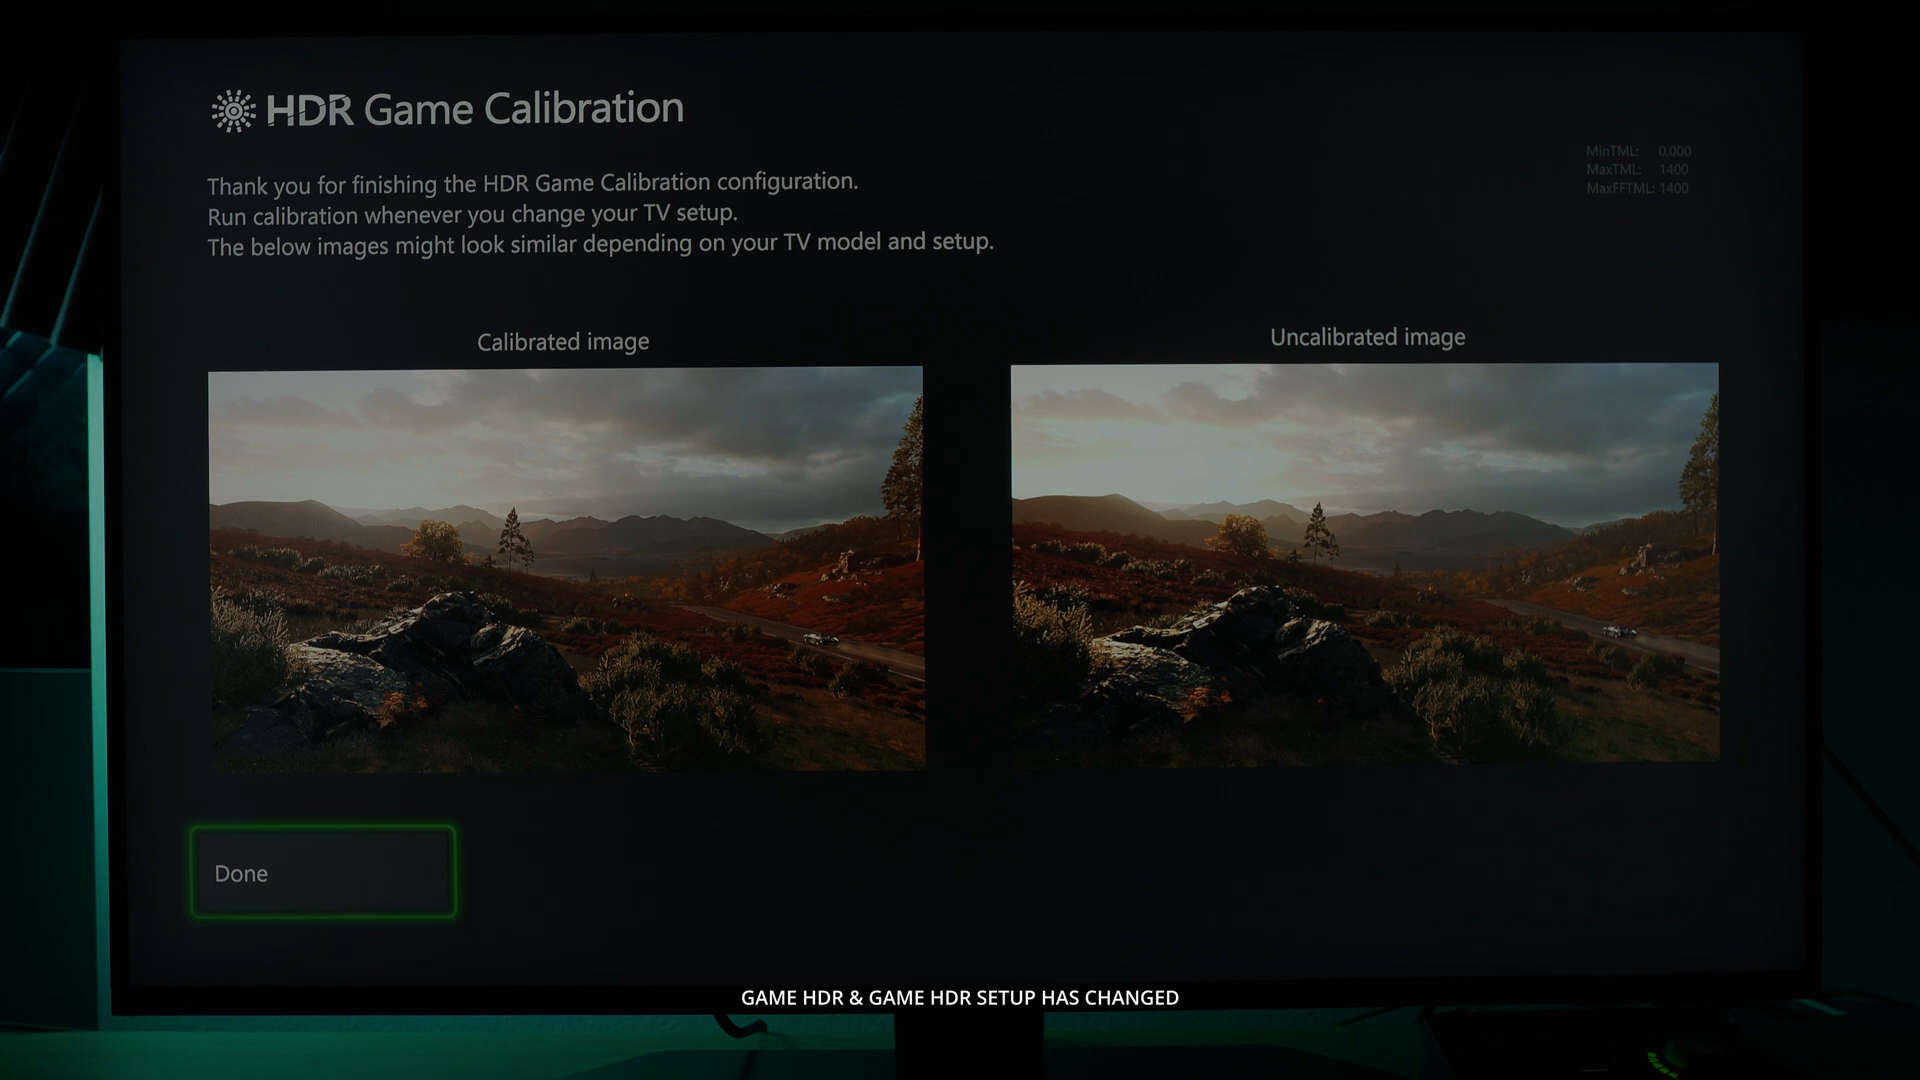 HDR Game Calibration
Thank you for finishing the HDR Game Calibration configuration.
Run calibration whenever you change your TV setup.
The below images might look similar depending on your TV model and setup.
MinTML: 0.000
MaxTML: 1400
MaxFFTML: 1400
Calibrated image
Uncalibrated image
Done
GAME HDR & GAME HDR SETUP HAS CHANGED